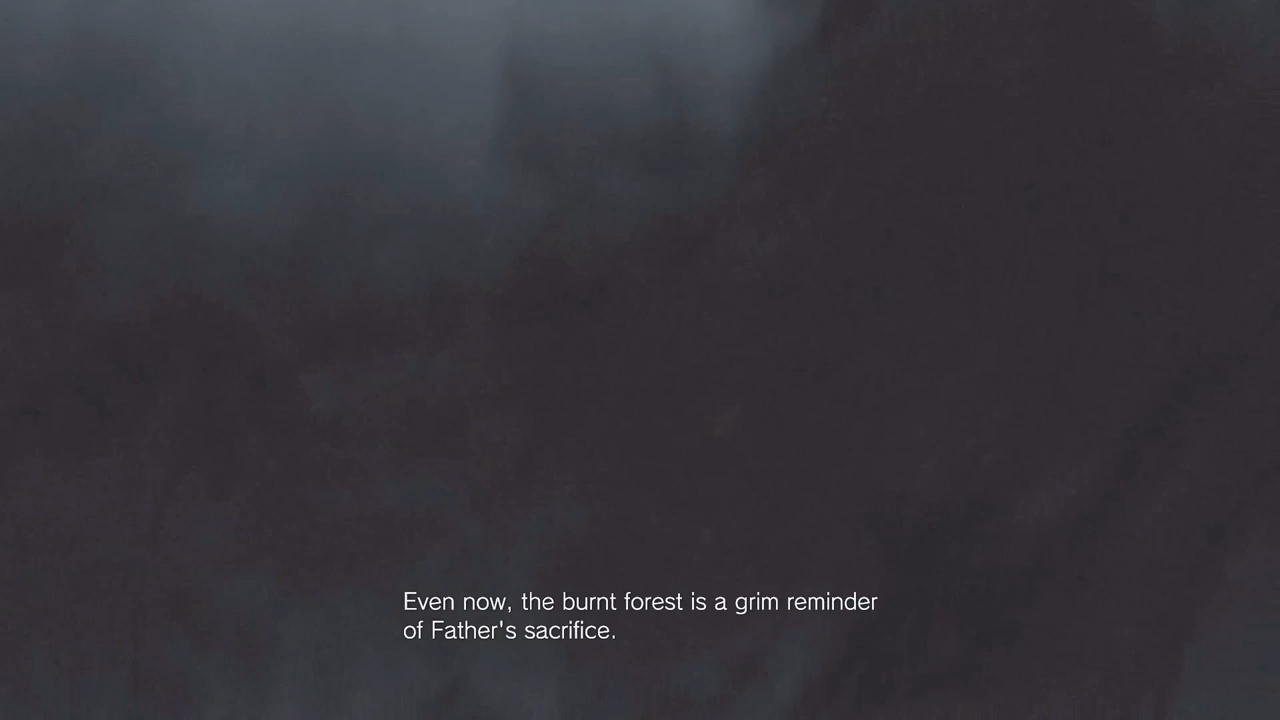 Even now, the burnt forest is a grim reminder
of Father's sacrifice.